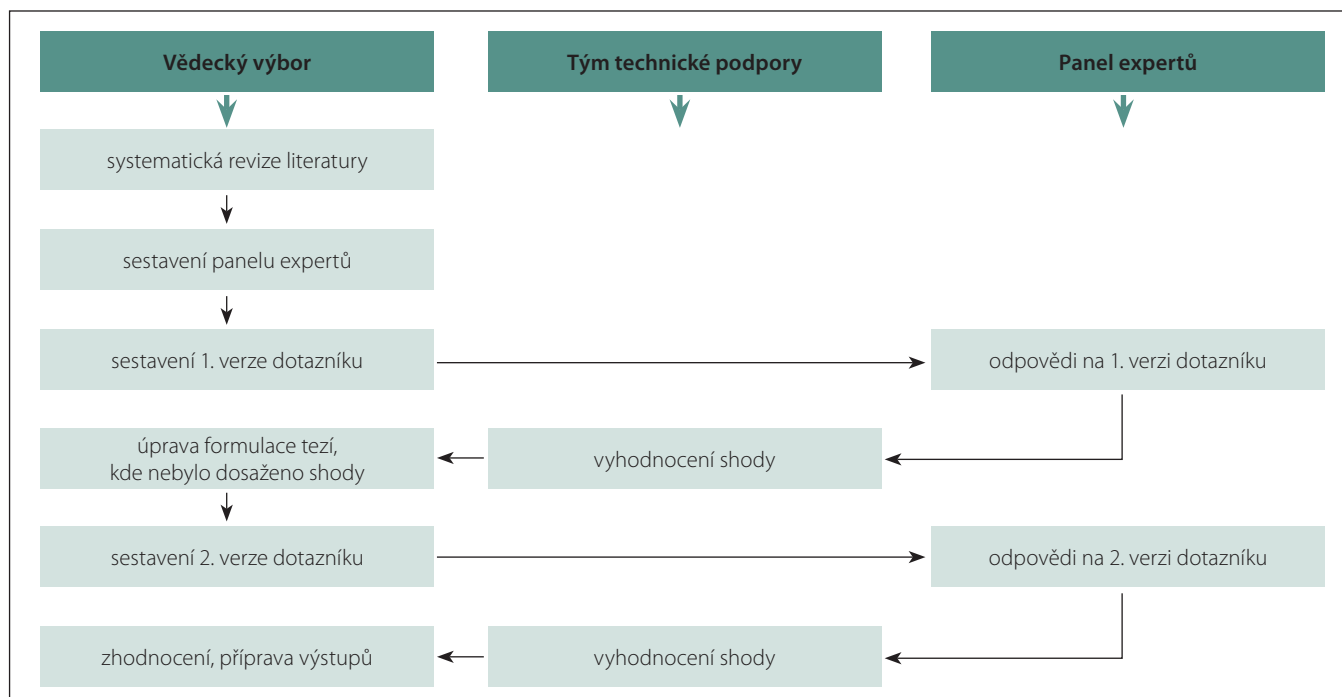 Vědecký výbor
Tým technické podpory
Panel expertů
systematická revize literatury
sestavení panelu expertů
sestavení 1. verze dotazníku
odpovědi na 1. verzi dotazníku
úprava formulace tezí,
kde nebylo dosaženo shody
vyhodnocení shody
sestavení 2. verze dotazníku
odpovědi na 2. verzi dotazníku
zhodnocení, příprava výstupů
vyhodnocení shody